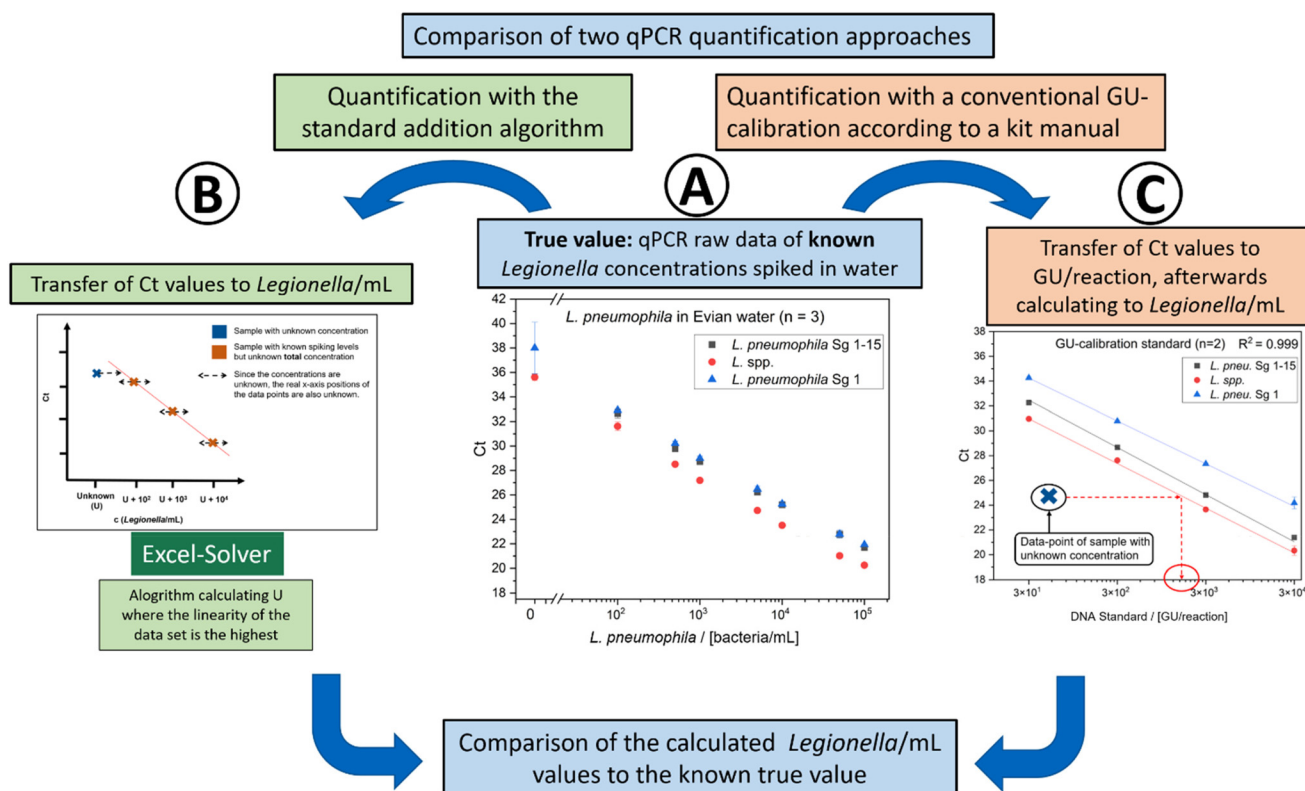 Comparison of two qPCR quantification approaches
Quantification with the
standard addition algorithm
Quantification with a conventional GU-
calibration according to a kit manual
B
A
C
Transfer of Ct values to Legionella/mL
ct
Sample with unknown concentration
Sample with known spiking levels
but unknown total concentration
Since the concentrations are
unknown, the real x-axis positions of
the data points are also unknown.
Unknown
(U)
U + 10²
U + 10³
U + 10⁴
c (Legionella/mL)
Excel-Solver
Alogrithm calculating U
where the linearity of the
data set is the highest
True value: qPCR raw data of known
Legionella concentrations spiked in water
42
40
38
36
34
32
30
28
26
24
22
20
18
Ct
L. pneumophila in Evian water (n = 3)
L. pneumophila Sg 1-15
L. spp.
L. pneumophila Sg 1
0
10²
10³
10⁴
10⁵
L. pneumophila / [bacteria/mL]
Transfer of Ct values to
GU/reaction, afterwards
calculating to Legionella/mL
GU-calibration standard (n=2) R² = 0.999
L. pneu. Sg 1-15
L. spp.
L. pneu. Sg 1
38
36
34
32
30
28
26
24
22
20
18
Ct
Data-point of sample with
unknown concentration
3×10¹
3×10²
3×10³
3×10⁴
DNA Standard / [GU/reaction]
Comparison of the calculated Legionella/mL
values to the known true value